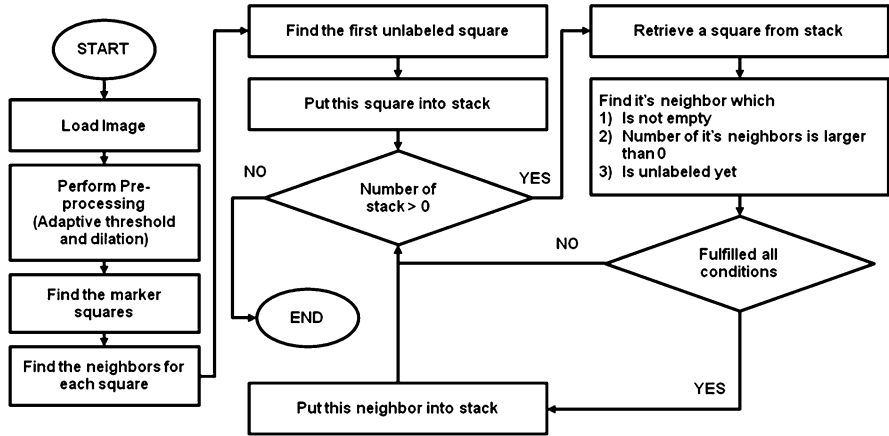 START
Load Image
Perform Pre-
processing
(Adaptive threshold
and dilation)
Find the marker
squares
Find the neighbors for
each square
Find the first unlabeled square
Put this square into stack
NO
Number of
stack > 0
YES
END
Put this neighbor into stack
Retrieve a square from stack
Find it's neighbor which
1) Is not empty
2) Number of it's neighbors is larger
than 0
3) Is unlabeled yet
NO
Fulfilled all
conditions
YES